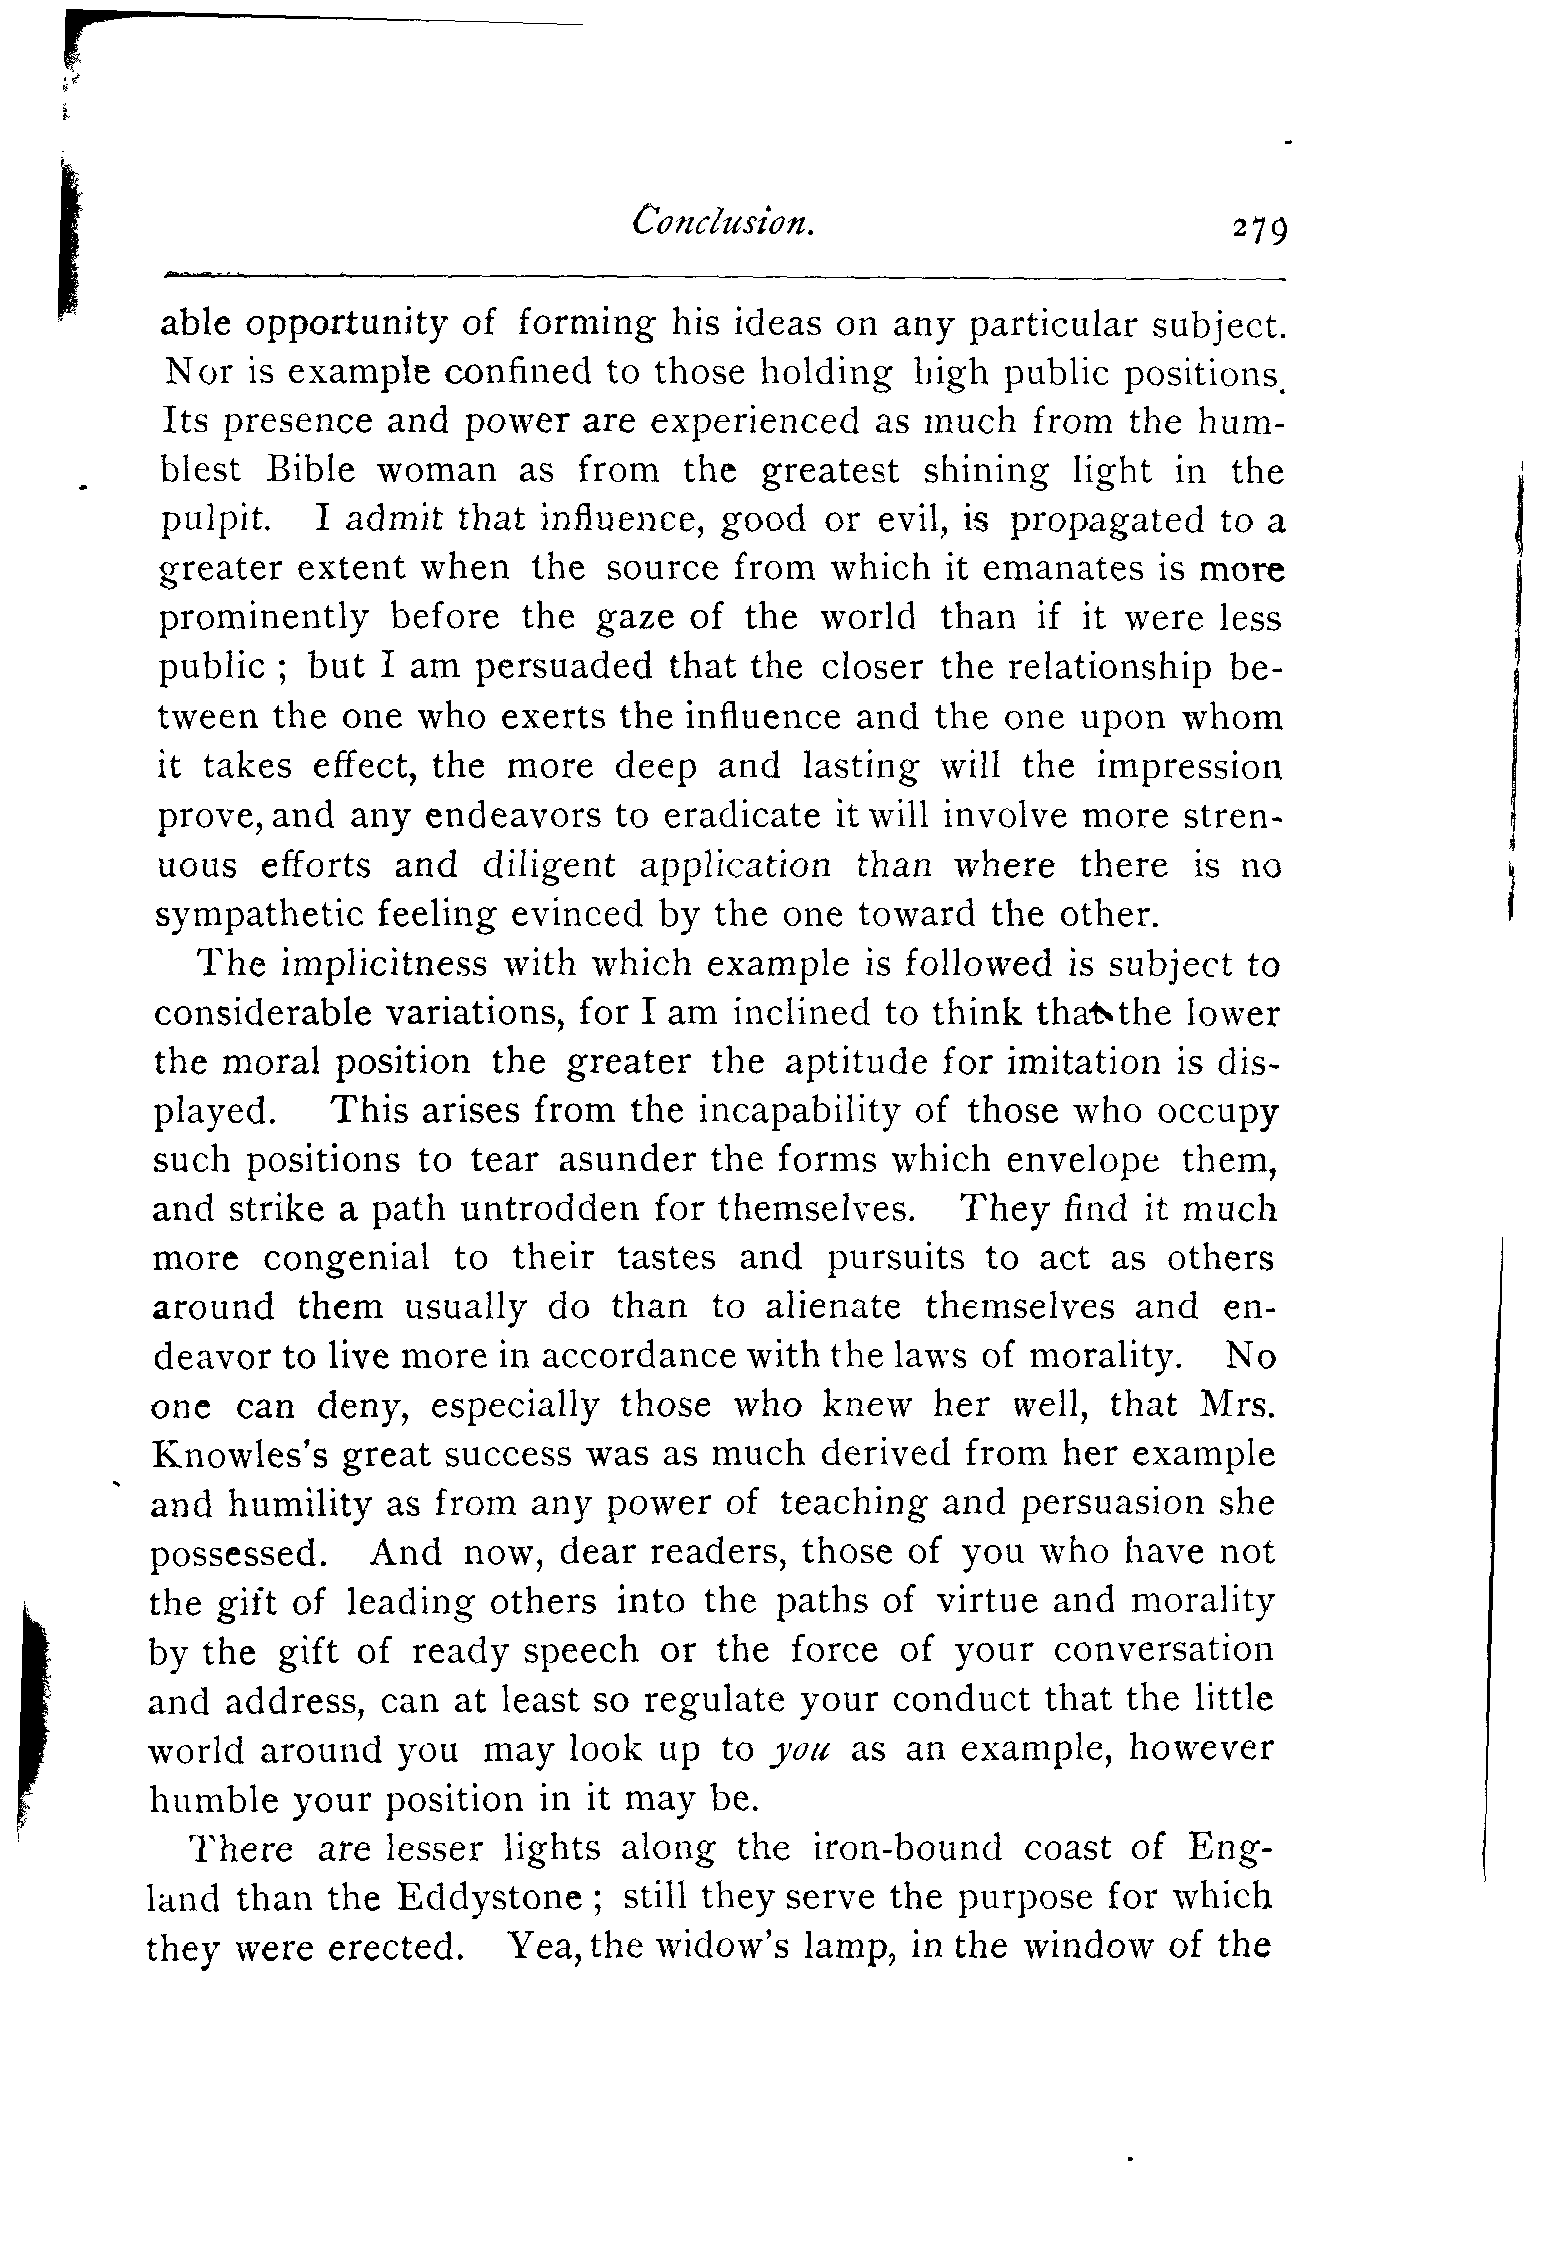 Conclusion. 279
able opportunity of forming his ideas on any particular subject.
Nor is example confined to those holding high public positions.
Its presence and power are experienced as much from the hum-
blest Bible woman as from the greatest shining light in the
pulpit. I admit that influence, good or evil, is propagated to a
greater extent when the source from which it emanates is more
prominently before the gaze of the world than if it were less
public ; but I am persuaded that the closer the relationship be-
tween the one who exerts the influence and the one upon whom
it takes effect, the more deep and lasting will the impression
prove, and any endeavors to eradicate it will involve more stren-
uous efforts and diligent application than where there is no
sympathetic feeling evinced by the one toward the other.
The implicitness with which example is followed is subject to
considerable variations, for I am inclined to think that the lower
the moral position the greater the aptitude for imitation is dis-
played. This arises from the incapability of those who occupy
such positions to tear asunder the forms which envelope them,
and strike a path untrodden for themselves. They find it much
more congenial to their tastes and pursuits to act as others
around them usually do than to alienate themselves and en-
deavor to live more in accordance with the laws of morality. No
one can deny, especially those who knew her well, that Mrs.
Knowles's great success was as much derived from her example
and humility as from any power of teaching and persuasion she
possessed. And now, dear readers, those of you who have not
the gift of leading others into the paths of virtue and morality
by the gift of ready speech or the force of your conversation
and address, can at least so regulate your conduct that the little
world around you may look up to you as an example, however
humble your position in it may be.
There are lesser lights along the iron-bound coast of Eng-
land than the Eddystone ; still they serve the purpose for which
they were erected. Yea, the widow's lamp, in the window of the